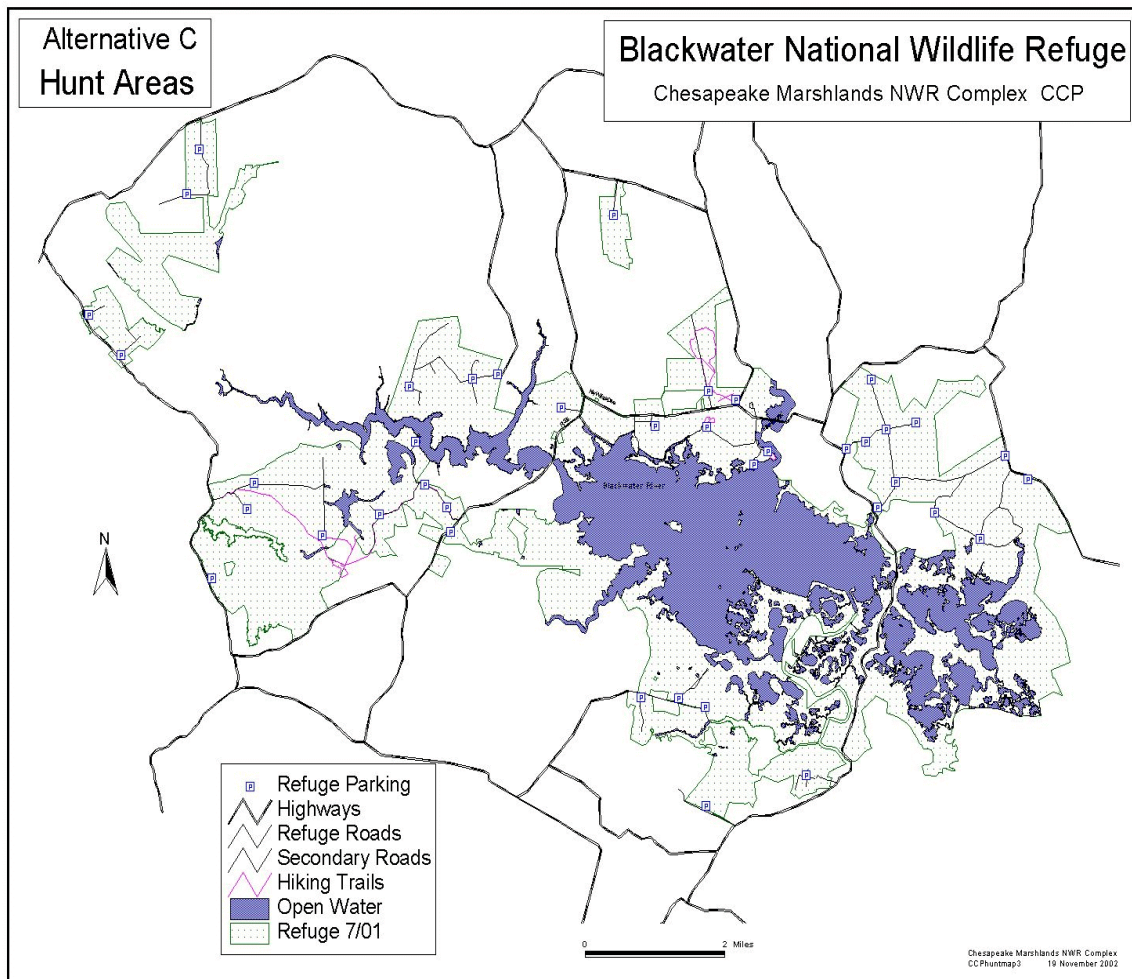 Alternative C
Hunt Areas
Blackwater National Wildlife Refuge
Chesapeake Marshlands NWR Complex CCP
Blackwater River
N
Refuge Parking
Highways
Refuge Roads
Secondary Roads
Hiking Trails
Open Water
Refuge 7/01
0 2 Miles
Chesapeake Marshlands NWR Complex
CCPhuntmap3 19 November 2002